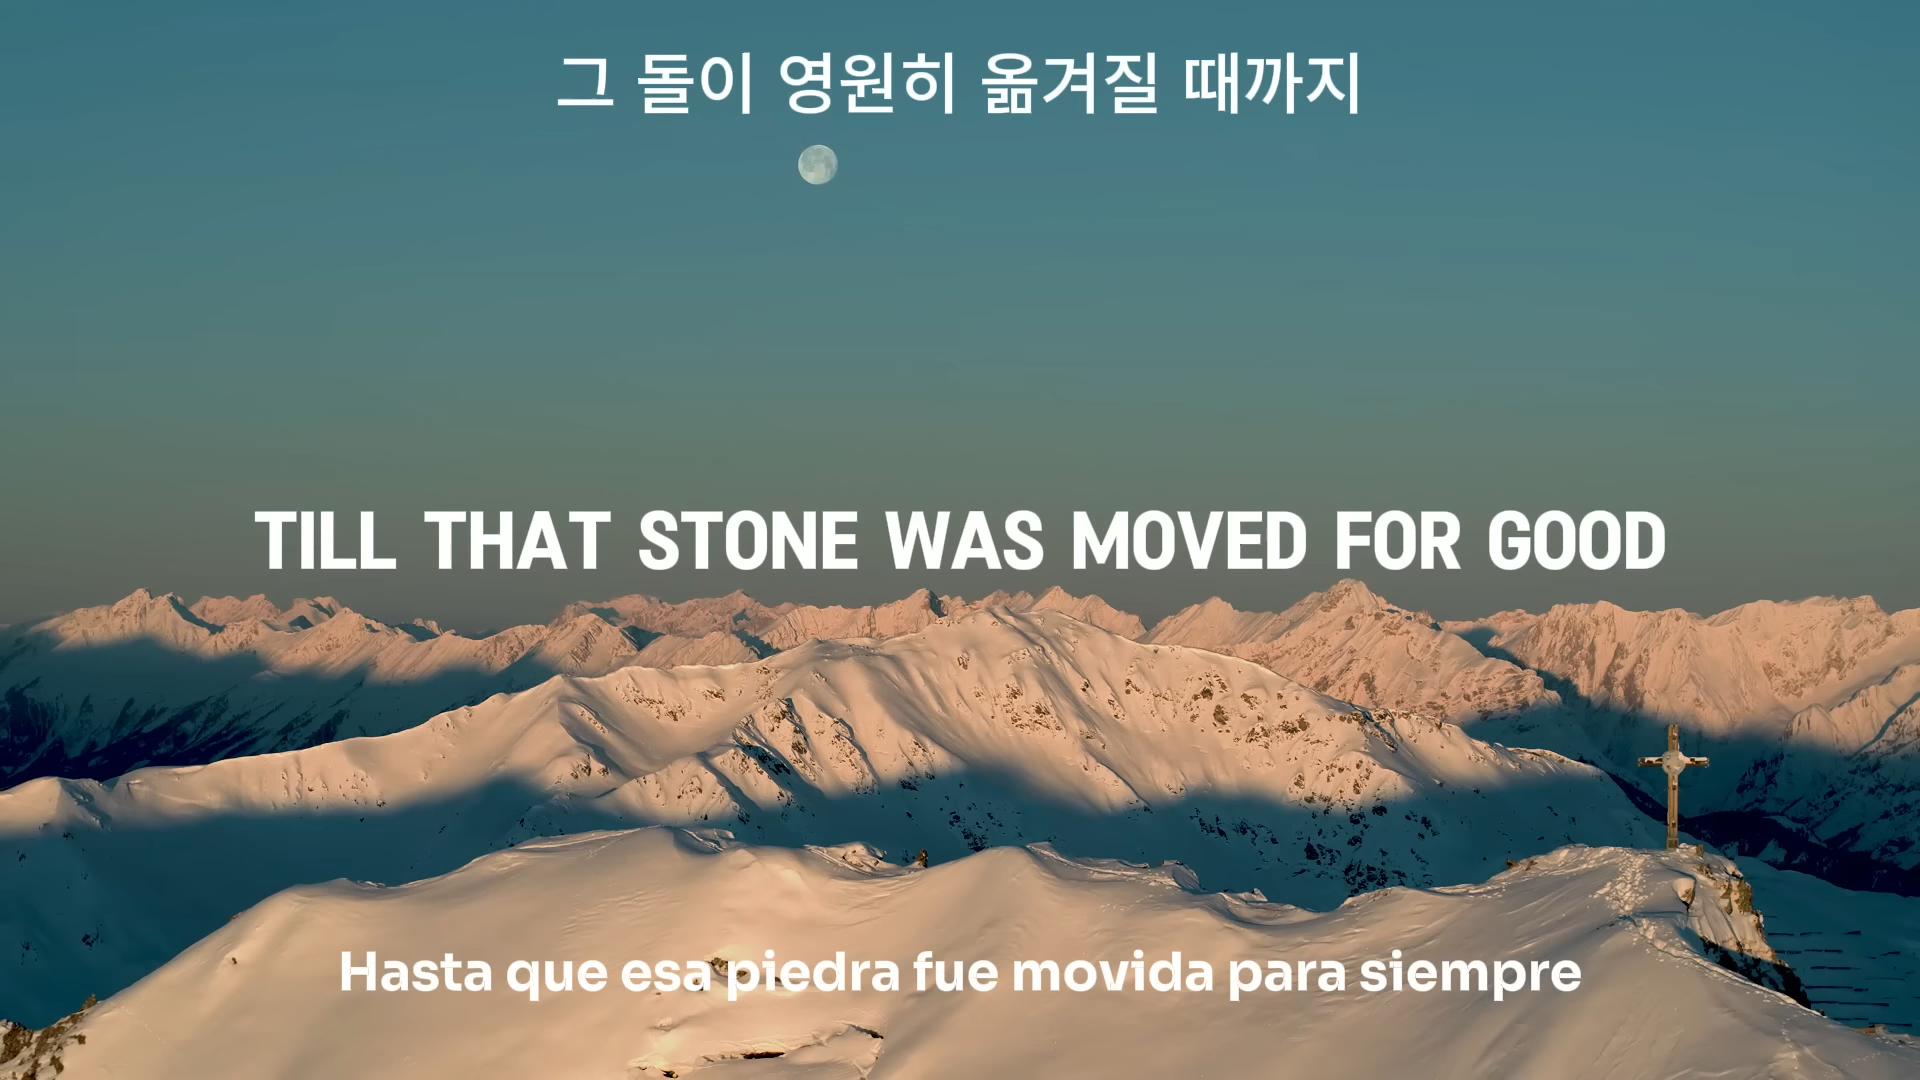 그 돌이 영원히 옮겨질 때까지
TILL THAT STONE WAS MOVED FOR GOOD
Hasta que esa piedra fue movida para siempre